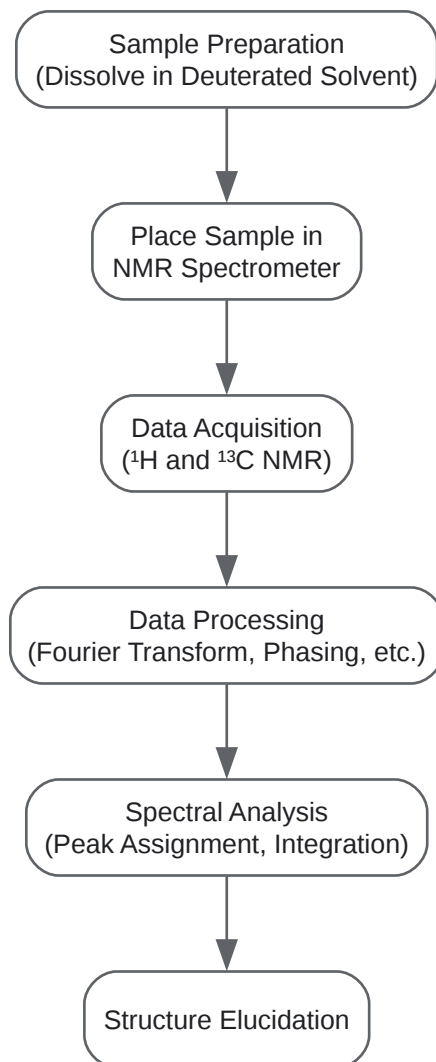 Sample Preparation
(Dissolve in Deuterated Solvent)
Place Sample in
NMR Spectrometer
Data Acquisition
(¹H and ¹³C NMR)
Data Processing
(Fourier Transform, Phasing, etc.)
Spectral Analysis
(Peak Assignment, Integration)
Structure Elucidation